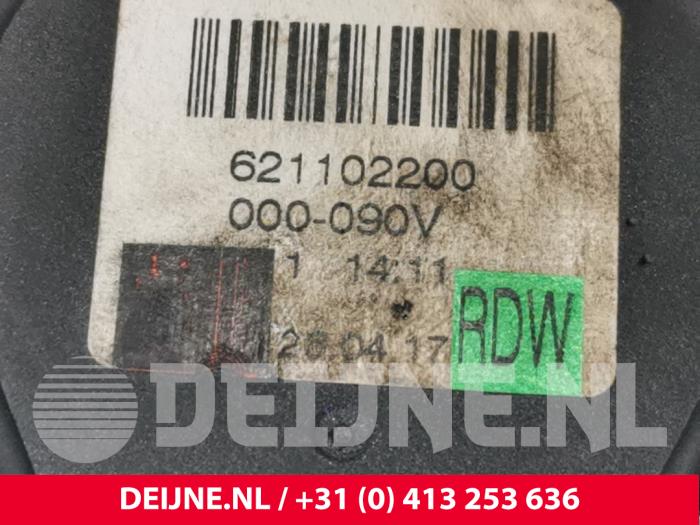 621102200
000-090V
1 14:11
26.04.17
RDW
DEIJNE.NL
DEIJNE.NL / +31 (0) 413 253 636